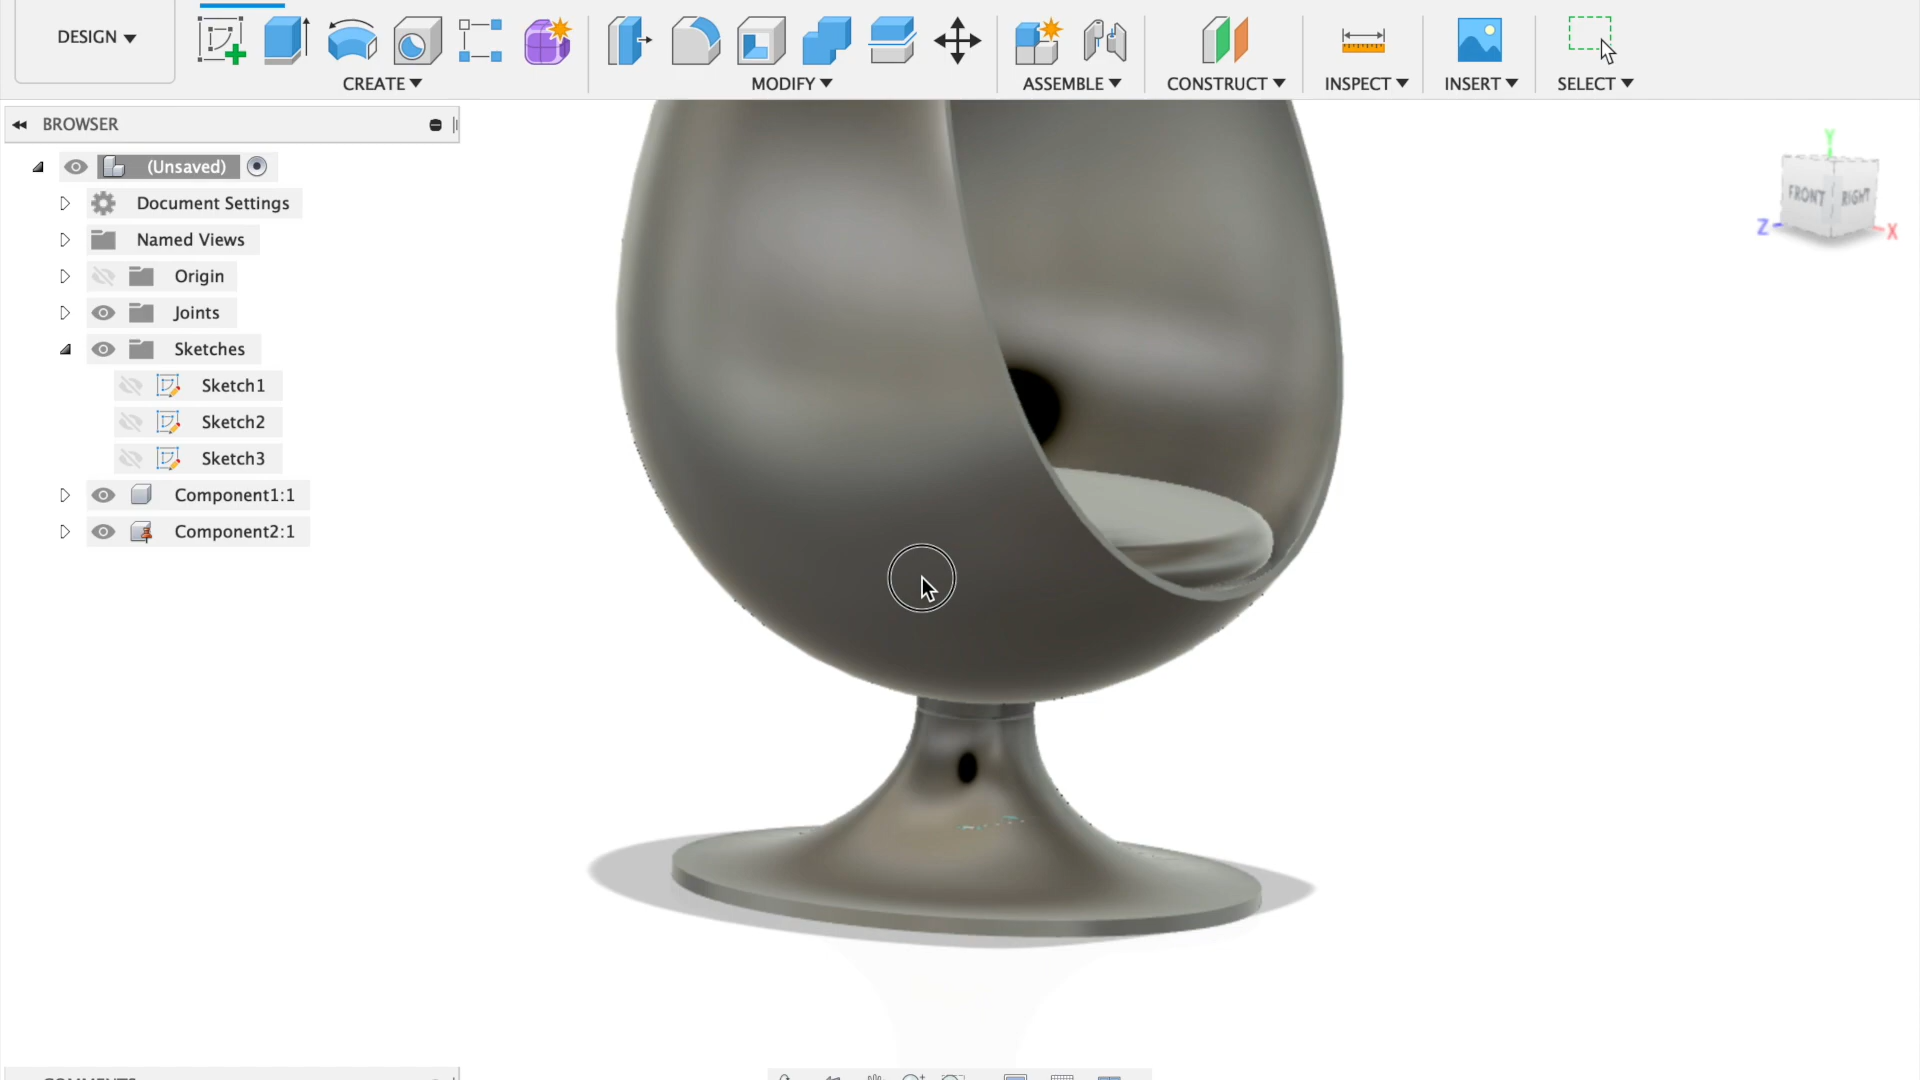 DESIGN
CREATE
MODIFY
ASSEMBLE
CONSTRUCT
INSPECT
INSERT
SELECT
BROWSER
(Unsaved)
Document Settings
Named Views
Origin
Joints
Sketches
Sketch1
Sketch2
Sketch3
Component1:1
Component2:1
Y
FRONT
RIGHT
Z
X